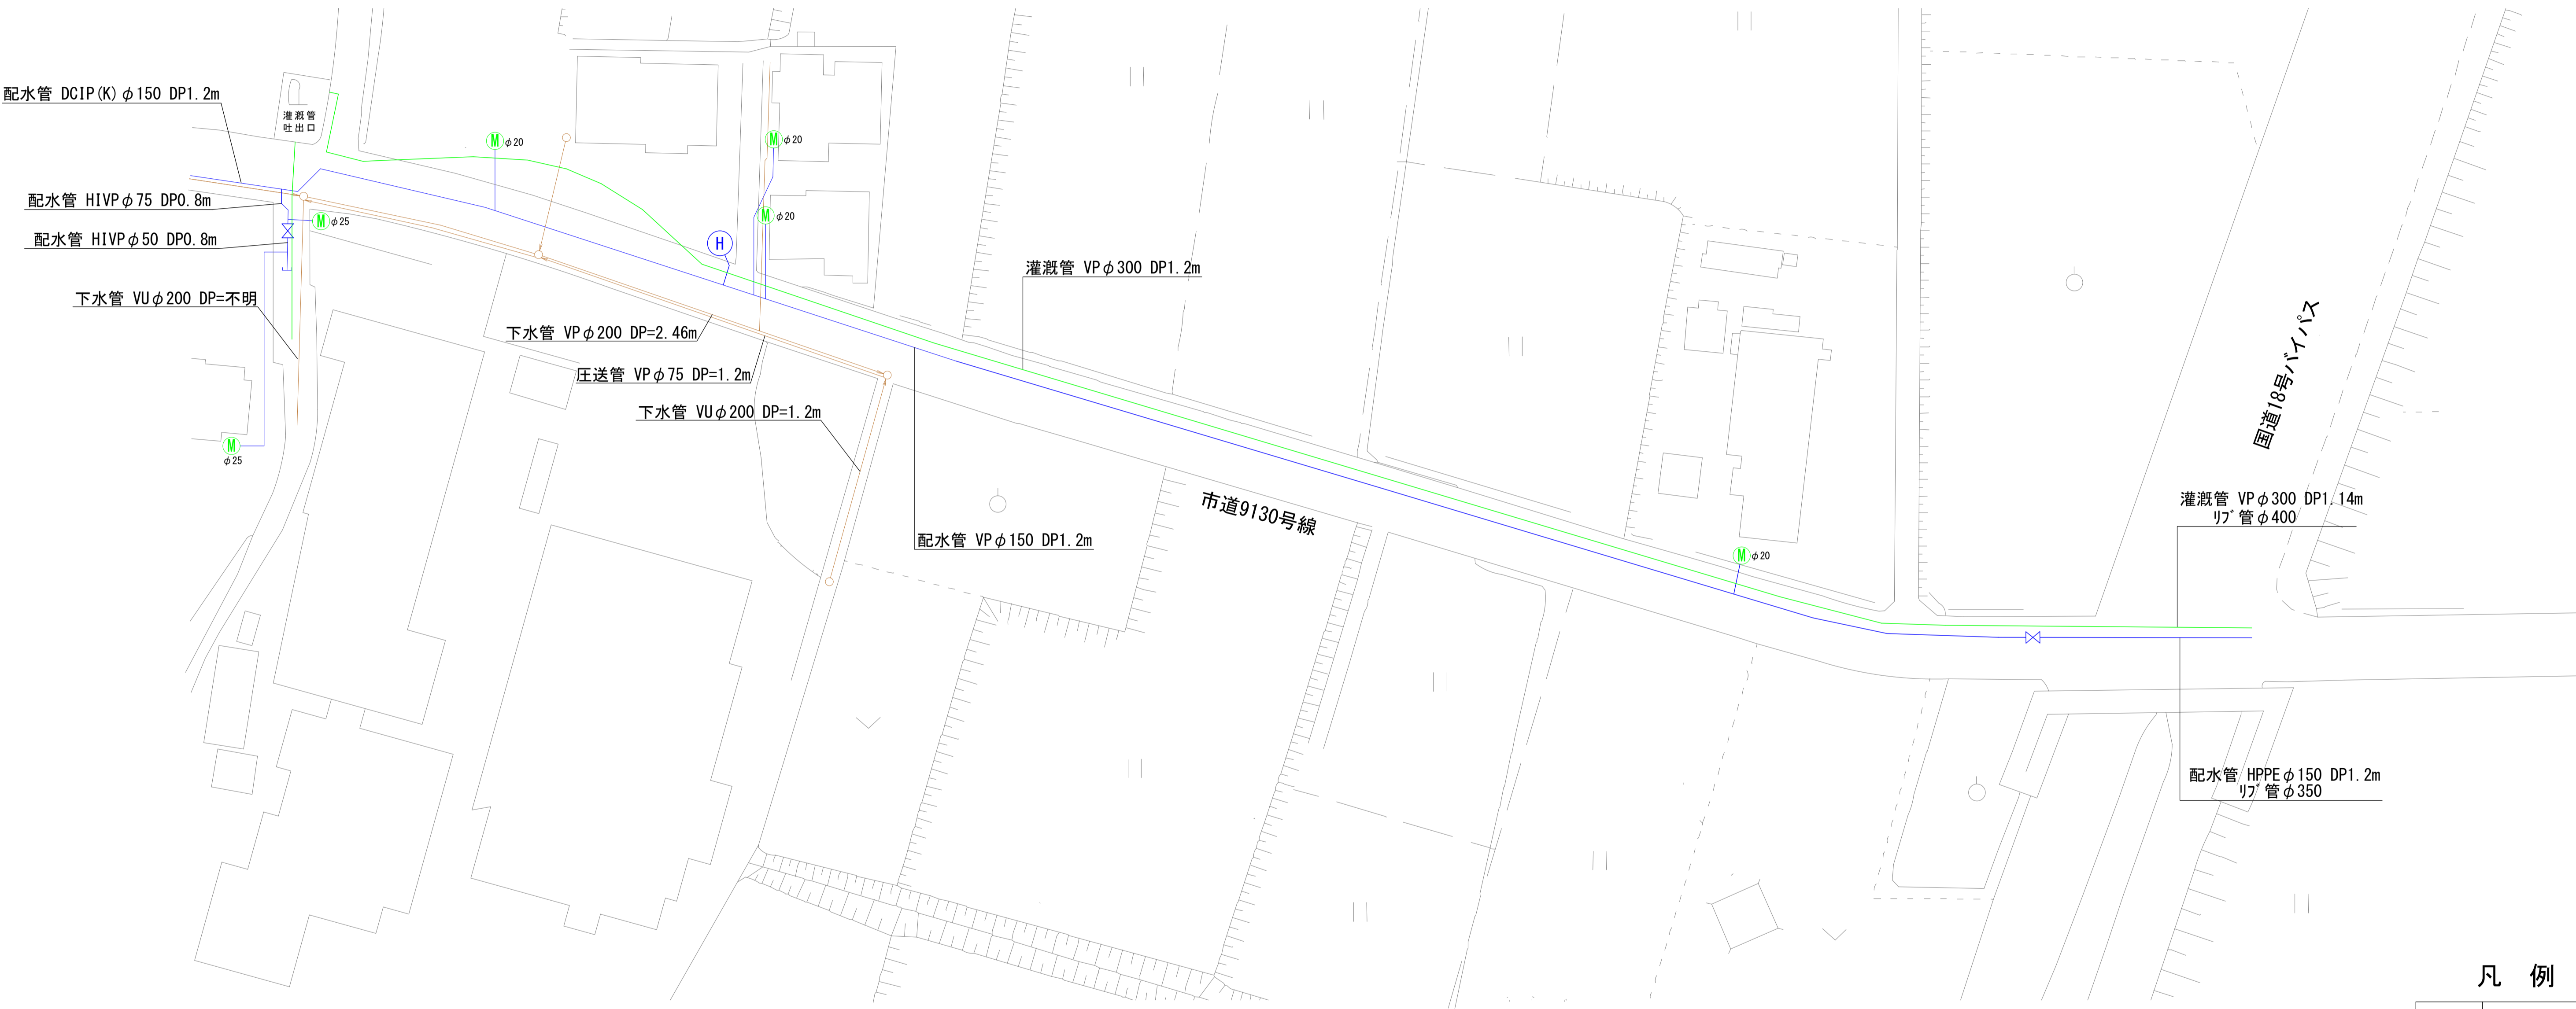 配水管 DCIP(K)φ150 DP1.2m
灌漑管
吐出口
M φ20
M φ20
配水管 HIVPφ75 DP0.8m
M φ25
M φ20
配水管 HIVPφ50 DP0.8m
H
灌漑管 VPφ300 DP1.2m
下水管 VUφ200 DP=不明
下水管 VPφ200 DP=2.46m
圧送管 VPφ75 DP=1.2m
下水管 VUφ200 DP=1.2m
M
φ25
国道18号バイパス
市道9130号線
配水管 VPφ150 DP1.2m
灌漑管 VPφ300 DP1.14m
ﾘﾌﾞ管φ400
M φ20
配水管 HPPEφ150 DP1.2m
ﾘﾌﾞ管φ350
凡 例